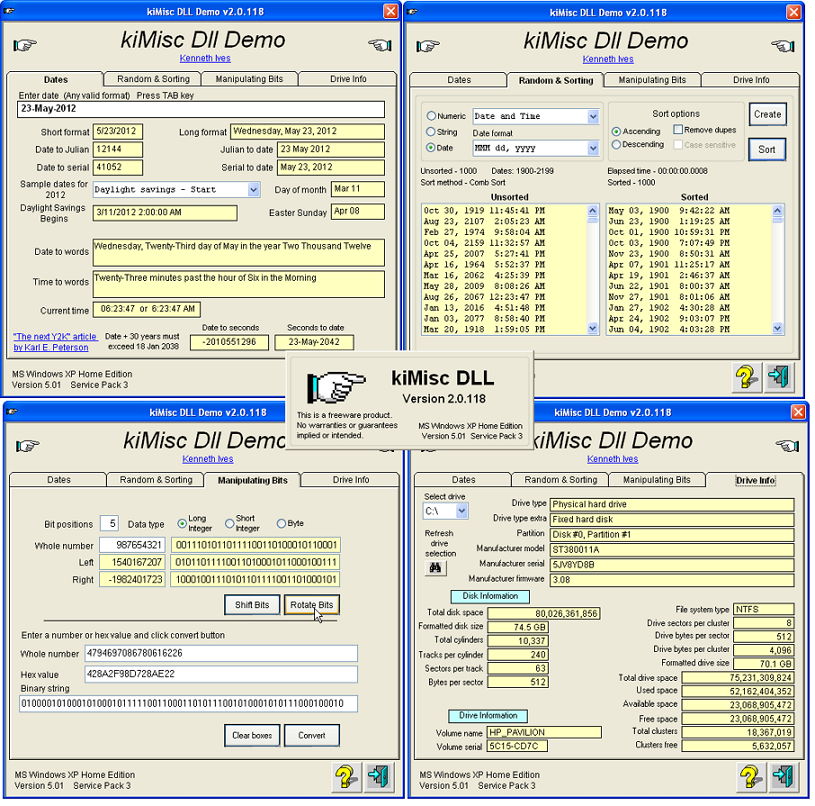 kiMisc DLL Demo v2.0.118
kiMisc Dll Demo
Kenneth Ives
Dates Random & Sorting Manipulating Bits Drive Info
Enter date (Any valid format) Press TAB key
23-May-2012
Short format 5/23/2012 Long format Wednesday, May 23, 2012
Date to Julian 12144 Julian to date 23 May 2012
Date to serial 41052 Serial to date May 23, 2012
Sample dates for 2012 Daylight savings - Start Day of month Mar 11
Daylight Savings Begins 3/11/2012 2:00:00 AM Easter Sunday Apr 08
Date to words Wednesday, Twenty-Third day of May in the year Two Thousand Twelve
Time to words Twenty-Three minutes past the hour of Six in the Morning
Current time 06:23:47 or 6:23:47 AM
"The next Y2K" article by Karl E. Peterson
Date + 30 years must exceed 18 Jan 2038
Date to seconds Seconds to date
-2010551296 23-May-2042
MS Windows XP Home Edition
Version 5.01 Service Pack 3
kiMisc DLL Demo v2.0.118
kiMisc Dll Demo
Kenneth Ives
Dates Random & Sorting Manipulating Bits Drive Info
Numeric Date and Time
String Date format
Date MMM dd, yyyy
Sort options
Ascending Remove dupes
Descending Case sensitive
Create
Sort
Unsorted - 1000 Dates: 1900-2199 Elapsed time - 00:00:00.0008
Sort method - Comb Sort Sorted - 1000
Unsorted Sorted
Oct 30, 1919 11:45:41 PM May 03, 1900 9:42:22 AM
Aug 23, 2107 2:05:23 AM Jun 23, 1900 1:19:25 AM
Feb 27, 1974 9:58:04 AM Oct 01, 1900 10:59:31 PM
Oct 04, 2159 11:32:57 AM Oct 03, 1900 7:07:49 PM
Apr 25, 2007 5:27:41 PM Nov 23, 1900 8:50:31 AM
Apr 16, 1964 5:52:37 PM Apr 07, 1901 11:25:17 AM
Mar 16, 2062 4:25:39 PM Apr 19, 1901 2:46:37 AM
May 28, 2009 8:08:26 AM Jun 22, 1901 8:00:37 AM
Aug 26, 2067 12:23:47 PM Nov 27, 1901 8:01:06 AM
Jan 13, 2016 4:51:48 PM Jan 27, 1902 4:30:28 AM
Jan 03, 2077 8:58:40 PM Apr 24, 1902 9:03:07 PM
Mar 20, 1918 1:59:05 PM Jun 04, 1902 4:03:28 AM
kiMisc DLL
Version 2.0.118
This is a freeware product.
No warranties or guarantees
implied or intended.
MS Windows XP Home Edition
Version 5.01 Service Pack 3
kiMisc DLL Demo v2.0.118
kiMisc Dll Demo
Kenneth Ives
Dates Random & Sorting Manipulating Bits Drive Info
Bit positions 5 Data type Long Integer Short Integer Byte
Whole number 987654321 00111010110111100110100010110001
Left 1540167207 01011011110011010001011000100111
Right -1982401723 10001001110101101111001101000101
Shift Bits Rotate Bits
Enter a number or hex value and click convert button
Whole number 4794697086780616226
Hex value 428A2F98D728AE22
Binary string
Clear boxes Convert
MS Windows XP Home Edition
Version 5.01 Service Pack 3
kiMisc DLL Demo v2.0.118
kiMisc Dll Demo
Kenneth Ives
Dates Random & Sorting Manipulating Bits Drive Info
Select drive
C:\
Refresh drive selection
Drive type Physical hard drive
Drive type extra Fixed hard disk
Partition Disk #0, Partition #1
Manufacturer model ST380011A
Manufacturer serial 5JV8YD8B
Manufacturer firmware 3.08
Disk Information
Total disk space 80,026,361,856
Formatted disk size 74.5 GB
Total cylinders 10,337
Tracks per cylinder 240
Sectors per track 63
Bytes per sector 512
Drive Information
Volume name HP_PAVILION
Volume serial 5C15-CD7C
File system type NTFS
Drive sectors per cluster 8
Drive bytes per sector 512
Drive bytes per cluster 4,096
Formatted drive size 70.1 GB
Total drive space 75,231,309,824
Used space 52,162,404,352
Available space 23,068,905,472
Free space 23,068,905,472
Total clusters 18,367,019
Clusters free 5,632,057
MS Windows XP Home Edition
Version 5.01 Service Pack 3